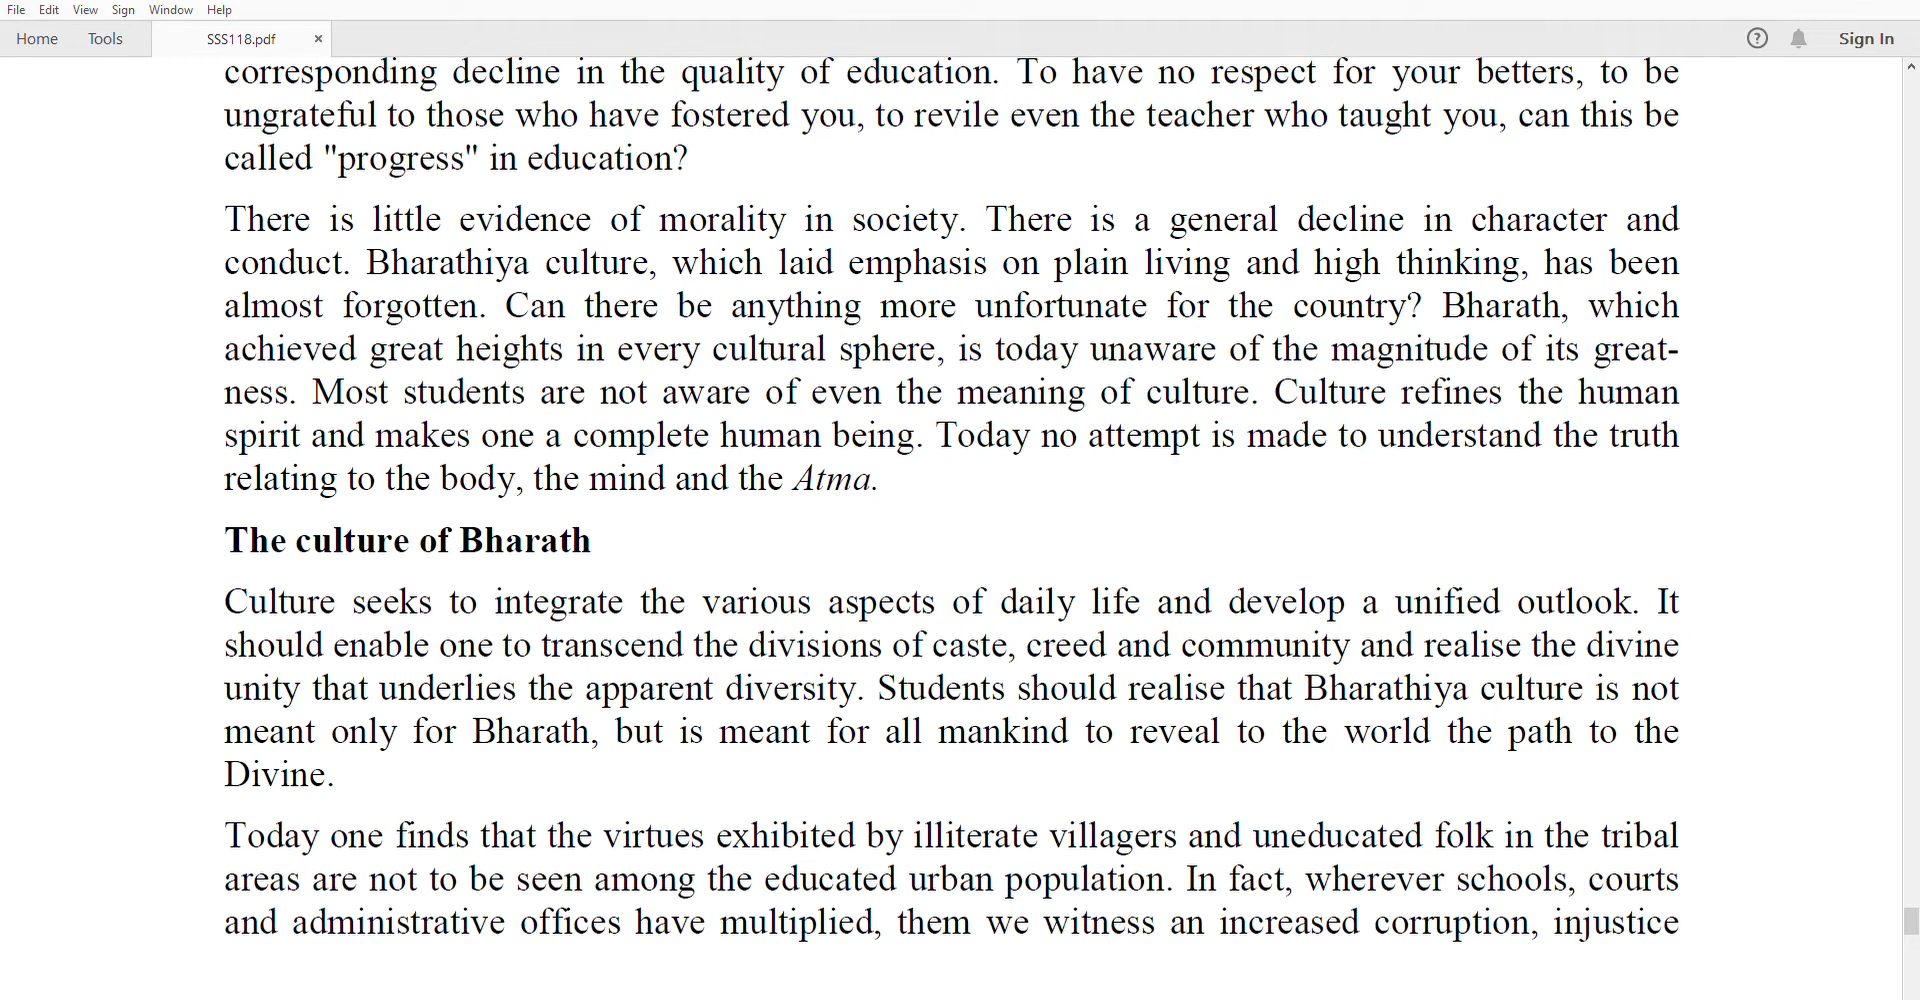 File Edit View Sign Window Help
Home Tools SSS118.pdf × ? Sign In
corresponding decline in the quality of education. To have no respect for your betters, to be
ungrateful to those who have fostered you, to revile even the teacher who taught you, can this be
called "progress" in education?
There is little evidence of morality in society. There is a general decline in character and
conduct. Bharathiya culture, which laid emphasis on plain living and high thinking, has been
almost forgotten. Can there be anything more unfortunate for the country? Bharath, which
achieved great heights in every cultural sphere, is today unaware of the magnitude of its great-
ness. Most students are not aware of even the meaning of culture. Culture refines the human
spirit and makes one a complete human being. Today no attempt is made to understand the truth
relating to the body, the mind and the Atma.
The culture of Bharath
Culture seeks to integrate the various aspects of daily life and develop a unified outlook. It
should enable one to transcend the divisions of caste, creed and community and realise the divine
unity that underlies the apparent diversity. Students should realise that Bharathiya culture is not
meant only for Bharath, but is meant for all mankind to reveal to the world the path to the
Divine.
Today one finds that the virtues exhibited by illiterate villagers and uneducated folk in the tribal
areas are not to be seen among the educated urban population. In fact, wherever schools, courts
and administrative offices have multiplied, them we witness an increased corruption, injustice